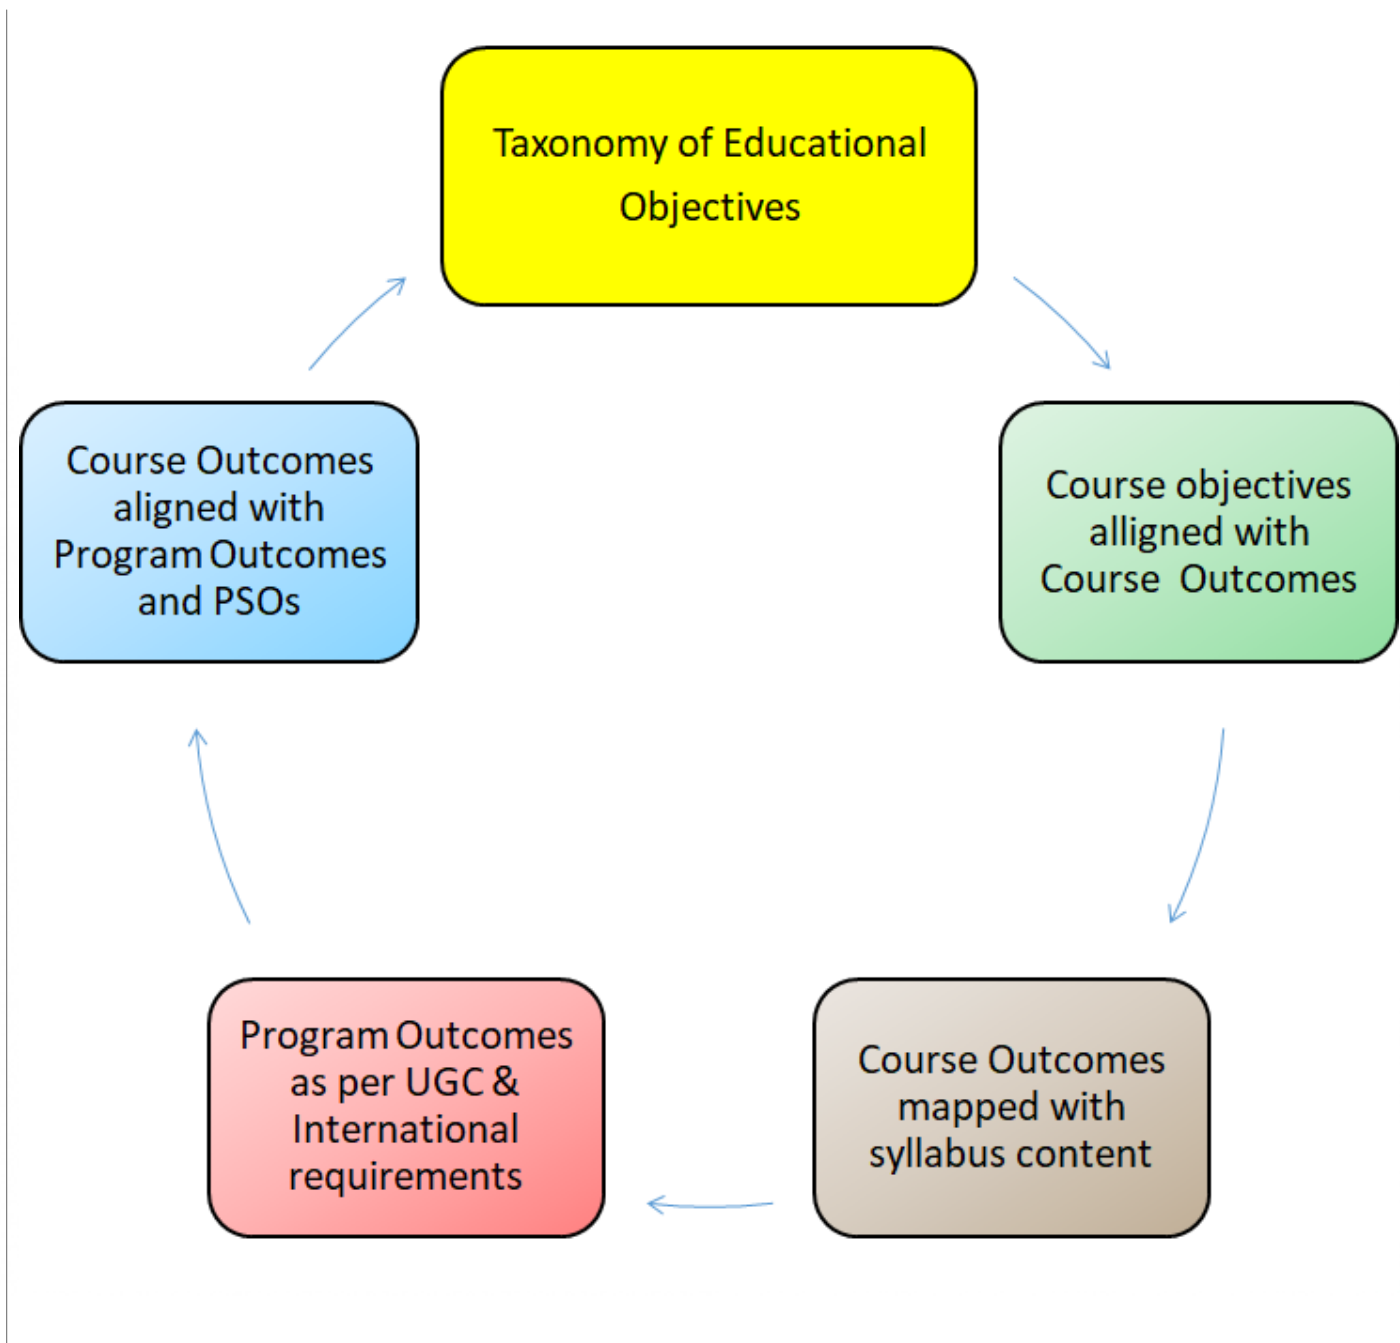 Taxonomy of Educational
Objectives
Course objectives
alligned with
Course Outcomes
Course Outcomes
mapped with
syllabus content
Program Outcomes
as per UGC &
International
requirements
Course Outcomes
aligned with
Program Outcomes
and PSOs